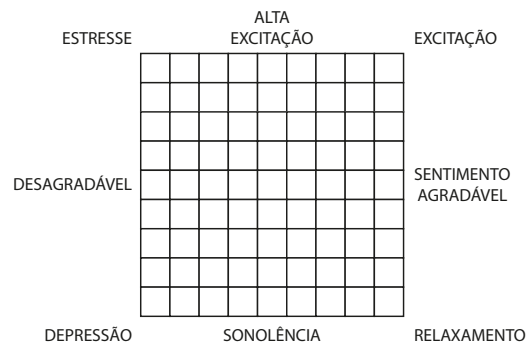 ALTA
ESTRESSE EXCITAÇÃO EXCITAÇÃO
DESAGRADÁVEL
SENTIMENTO
AGRADÁVEL
DEPRESSÃO SONOLÊNCIA RELAXAMENTO